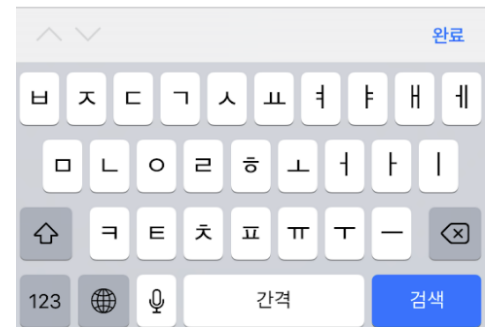 완료
ㅂ ㅈ ㄷ ㄱ ㅅ ㅛ ㅕ ㅑ ㅐ ㅔ
ㅁ ㄴ ㅇ ㄹ ㅎ ㅗ ㅓ ㅏ ㅣ
ㅋ ㅌ ㅊ ㅍ ㅠ ㅜ ㅡ
123 간격 검색